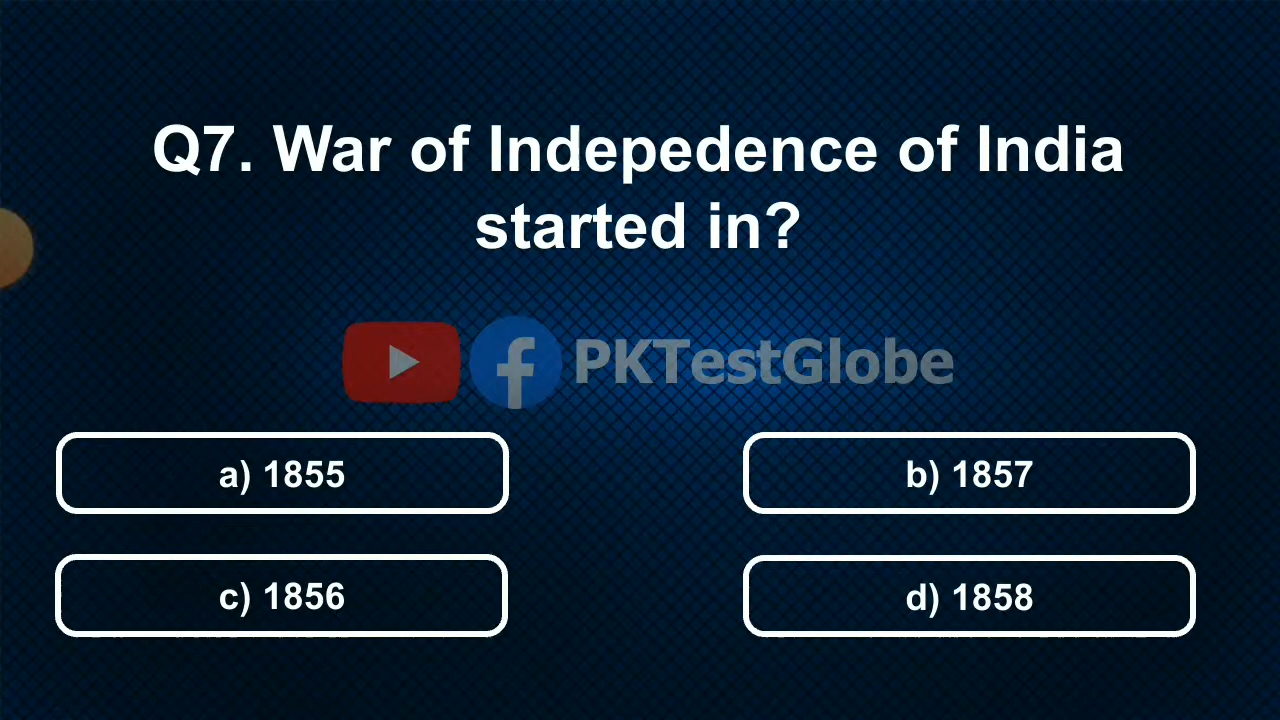 Q7. War of Indepedence of India
started in?
PKTestGlobe
a) 1855
b) 1857
c) 1856
d) 1858